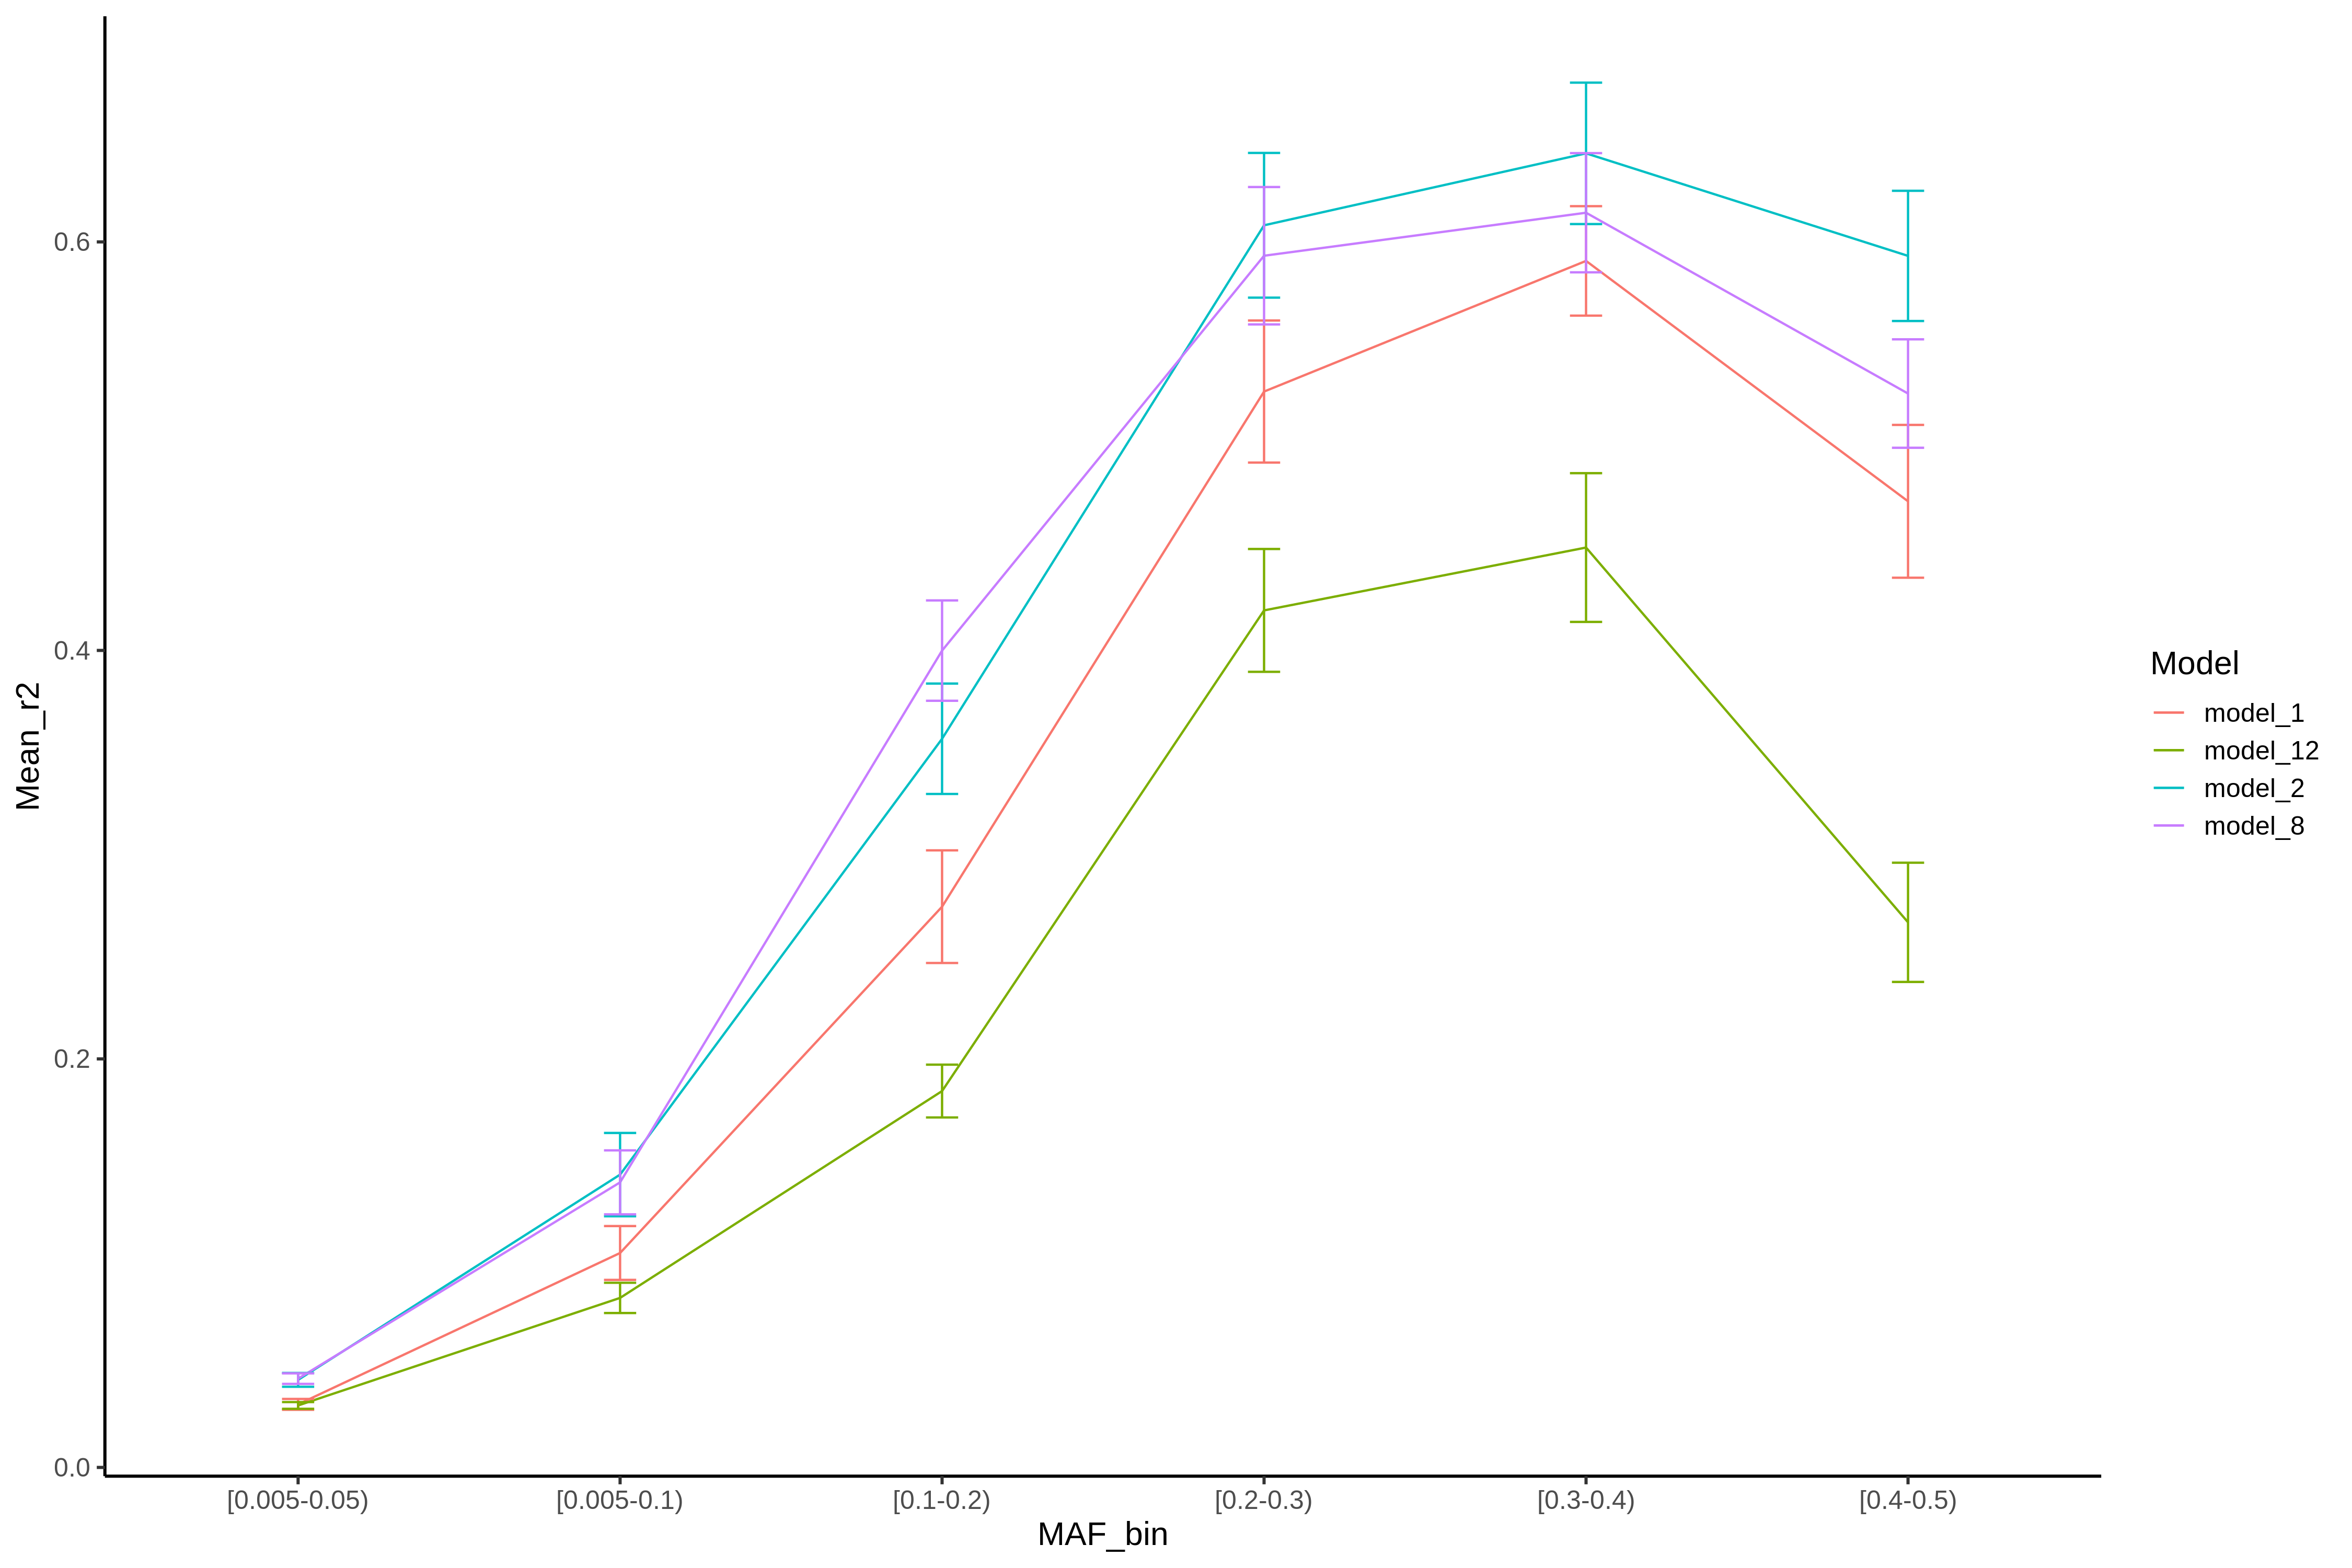 Mean_r2
0.6
0.4
0.2
0.0
[0.005-0.05)
[0.005-0.1)
[0.1-0.2)
[0.2-0.3)
[0.3-0.4)
[0.4-0.5)
MAF_bin
Model
model_1
model_12
model_2
model_8